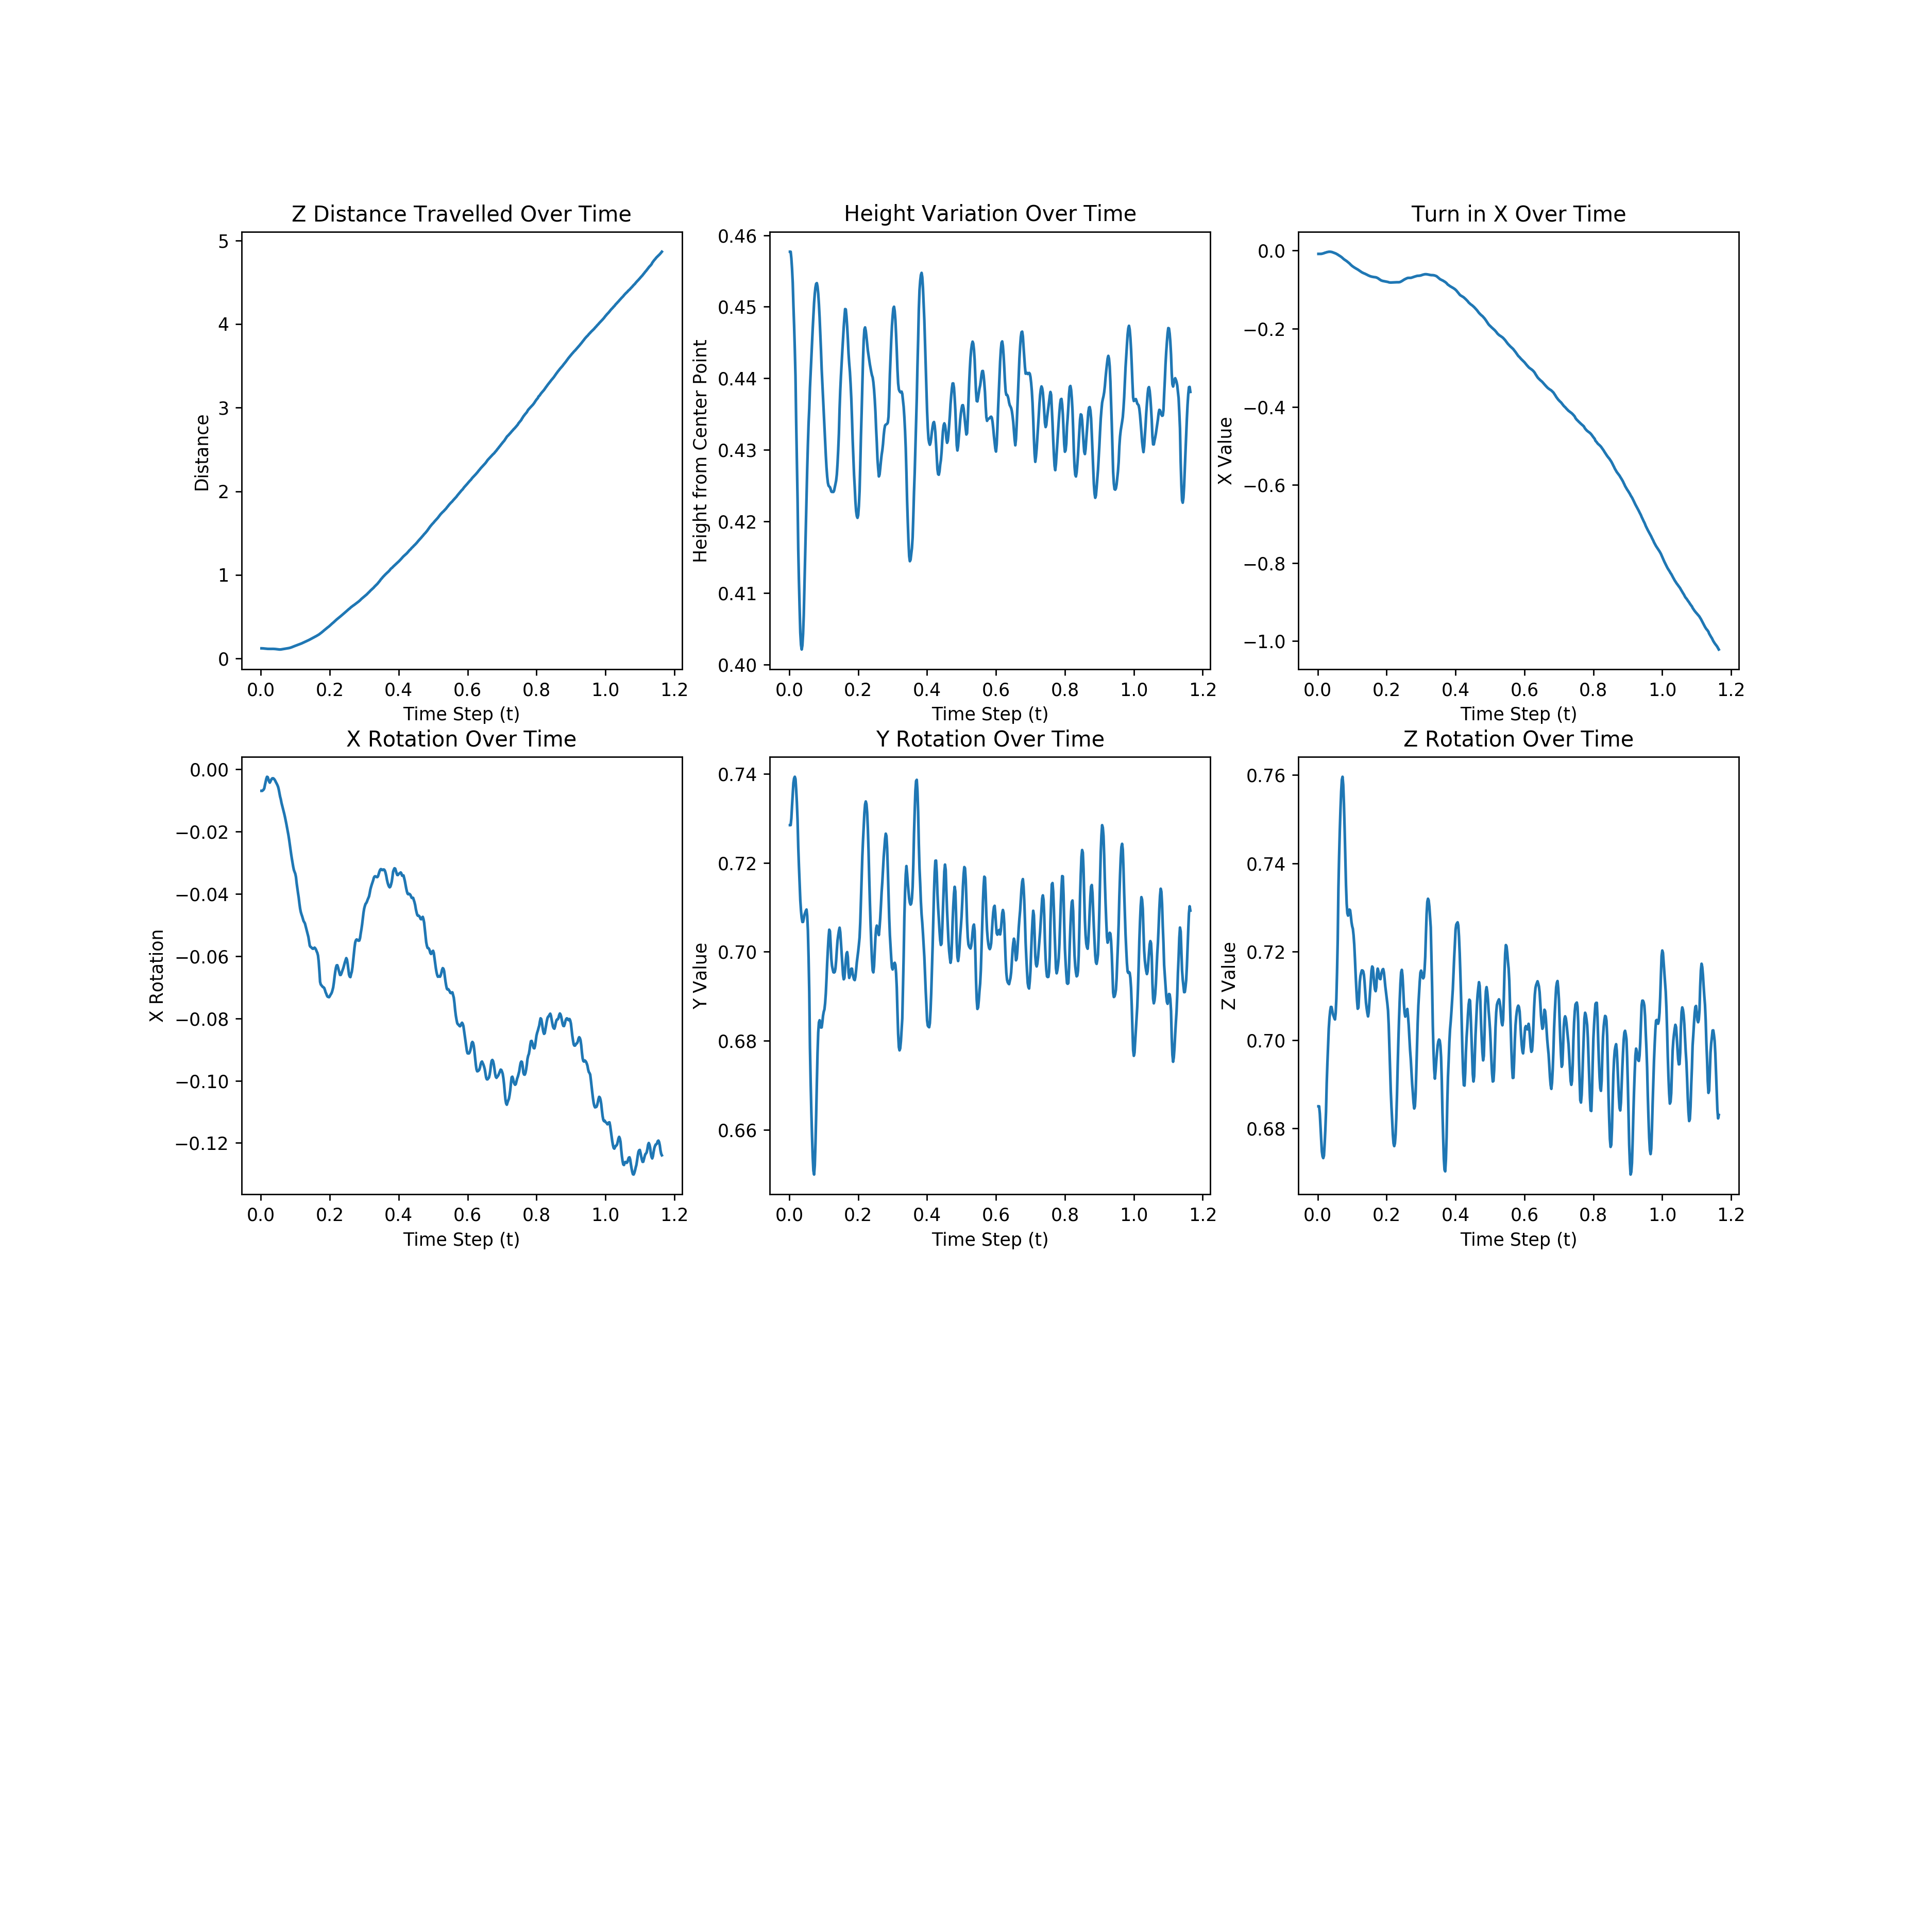 Z Distance Travelled Over Time
Height Variation Over Time
Turn in X Over Time
Distance
5
4
3
2
1
0
0.0 0.2 0.4 0.6 0.8 1.0 1.2
Time Step (t)
Height from Center Point
0.46
0.45
0.44
0.43
0.42
0.41
0.40
0.0 0.2 0.4 0.6 0.8 1.0 1.2
Time Step (t)
X Value
0.0
−0.2
−0.4
−0.6
−0.8
−1.0
0.0 0.2 0.4 0.6 0.8 1.0 1.2
Time Step (t)
X Rotation Over Time
Y Rotation Over Time
Z Rotation Over Time
X Rotation
0.00
−0.02
−0.04
−0.06
−0.08
−0.10
−0.12
0.0 0.2 0.4 0.6 0.8 1.0 1.2
Time Step (t)
Y Value
0.74
0.72
0.70
0.68
0.66
0.0 0.2 0.4 0.6 0.8 1.0 1.2
Time Step (t)
Z Value
0.76
0.74
0.72
0.70
0.68
0.0 0.2 0.4 0.6 0.8 1.0 1.2
Time Step (t)